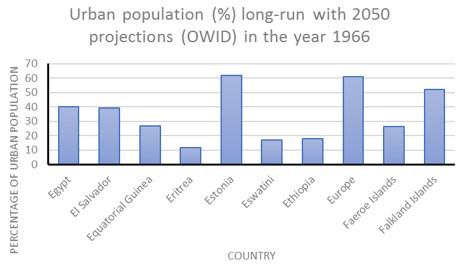 Urban population (%) long-run with 2050
projections (OWID) in the year 1966
PERCENTAGE OF URBAN POPULATION
70
60
50
40
30
20
10
0
Egypt
El Salvador
Equatorial Guinea
Eritrea
Estonia
Eswatini
Ethiopia
Europe
Faeroe Islands
Falkland Islands
COUNTRY